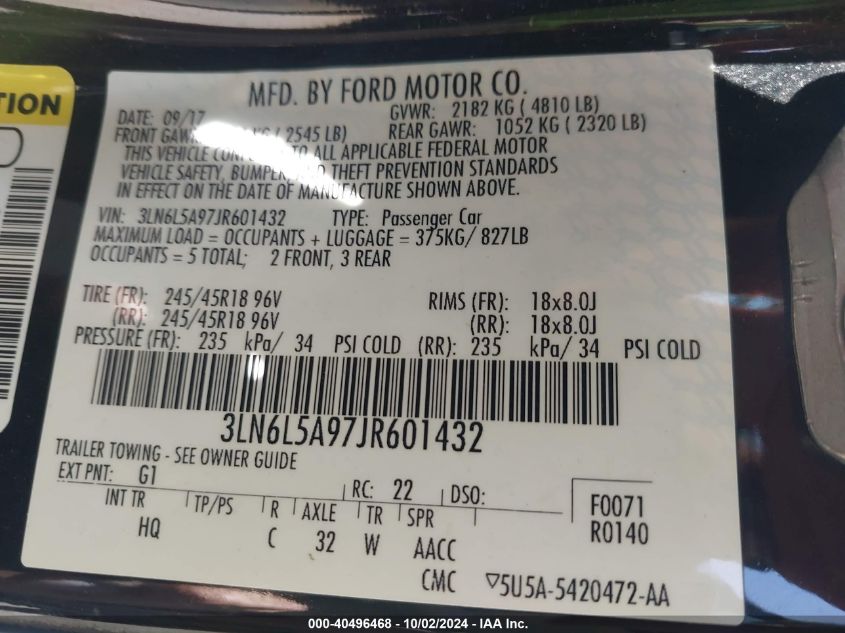 TION
MFD. BY FORD MOTOR CO.
DATE: 09/17 GVWR: 2182 KG ( 4810 LB)
FRONT GAWR: KG ( 2545 LB) REAR GAWR: 1052 KG ( 2320 LB)
THIS VEHICLE TO ALL APPLICABLE FEDERAL MOTOR
VEHICLE SAFETY, BUMPER, AND THEFT PREVENTION STANDARDS
IN EFFECT ON THE DATE OF MANUFACTURE SHOWN ABOVE.
VIN: 3LN6L5A97JR601432 TYPE: Passenger Car
MAXIMUM LOAD = OCCUPANTS + LUGGAGE = 375KG/ 827LB
OCCUPANTS = 5 TOTAL; 2 FRONT, 3 REAR
TIRE (FR): 245/45R18 96V RIMS (FR): 18x8.0J
(RR): 245/45R18 96V (RR): 18x8.0J
PRESSURE (FR): 235 kPa/ 34 PSI COLD (RR): 235 kPa/ 34 PSI COLD
3LN6L5A97JR601432
TRAILER TOWING - SEE OWNER GUIDE
EXT PNT: G1 RC: 22 DSO: F0071
INT TR TP/PS R AXLE TR SPR R0140
HQ C 32 W AACC
CMC ▽5U5A-5420472-AA
000-40496468 - 10/02/2024 - IAA Inc.